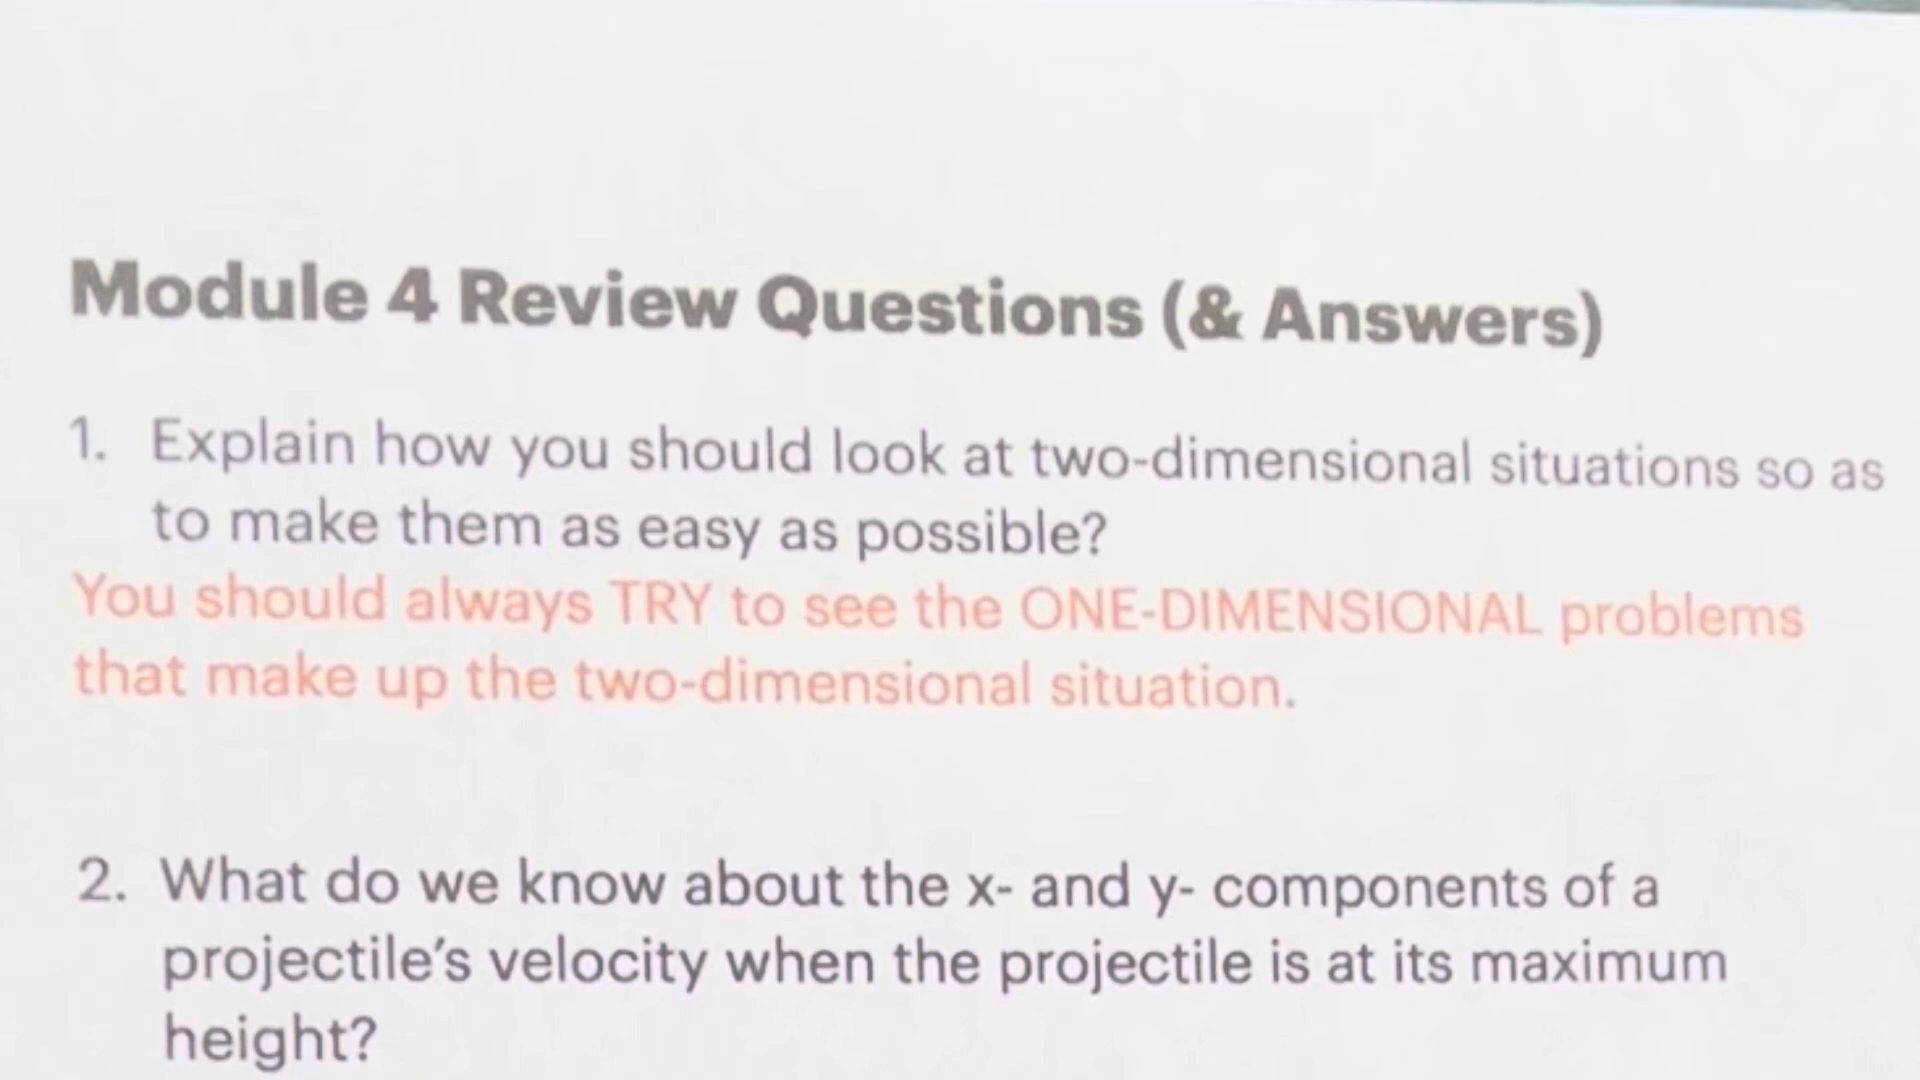 Module 4 Review Questions (& Answers)
1. Explain how you should look at two-dimensional situations so as
to make them as easy as possible?
You should always TRY to see the ONE-DIMENSIONAL problems
that make up the two-dimensional situation.
2. What do we know about the x- and y- components of a
projectile's velocity when the projectile is at its maximum
height?